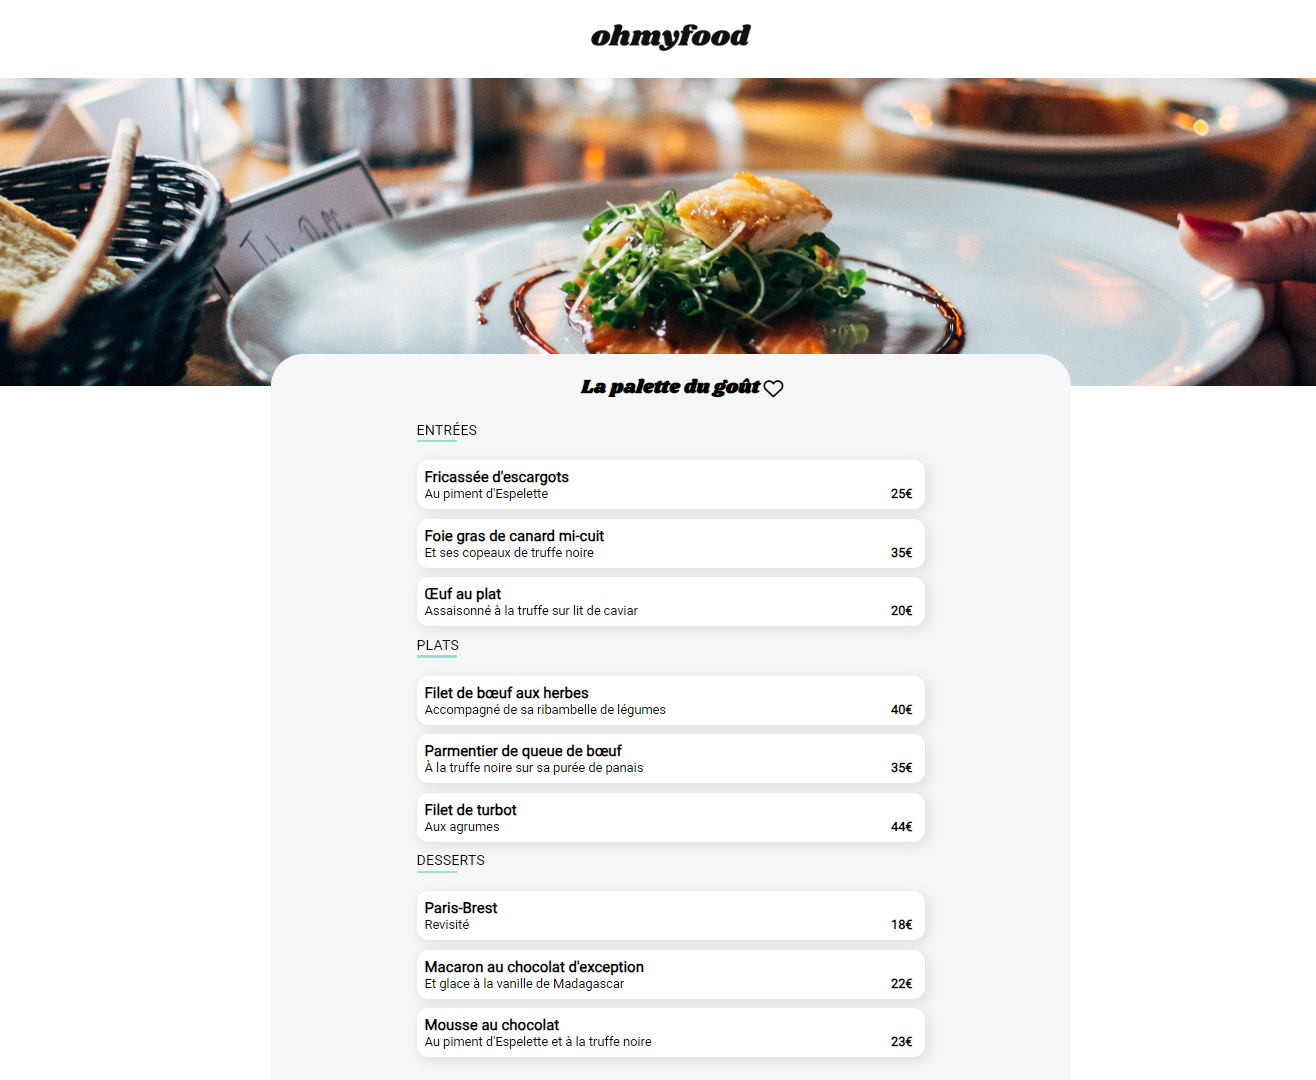 ohmyfood
La palette du goût
ENTRÉES
Fricassée d'escargots
Au piment d'Espelette
25€
Foie gras de canard mi-cuit
Et ses copeaux de truffe noire
35€
Œuf au plat
Assaisonné à la truffe sur lit de caviar
20€
PLATS
Filet de bœuf aux herbes
Accompagné de sa ribambelle de légumes
40€
Parmentier de queue de bœuf
À la truffe noire sur sa purée de panais
35€
Filet de turbot
Aux agrumes
44€
DESSERTS
Paris-Brest
Revisité
18€
Macaron au chocolat d'exception
Et glace à la vanille de Madagascar
22€
Mousse au chocolat
Au piment d'Espelette et à la truffe noire
23€